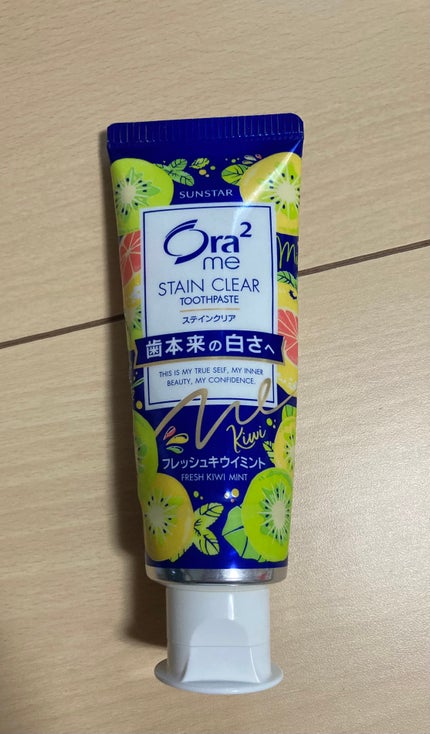 SUNSTAR
Ora²
me
STAIN CLEAR
TOOTHPASTE
ステインクリア
歯本来の白さへ
THIS IS MY TRUE SELF, MY INNER
BEAUTY, MY CONFIDENCE.
me
Kiwi
フレッシュキウイミント
FRESH KIWI MINT